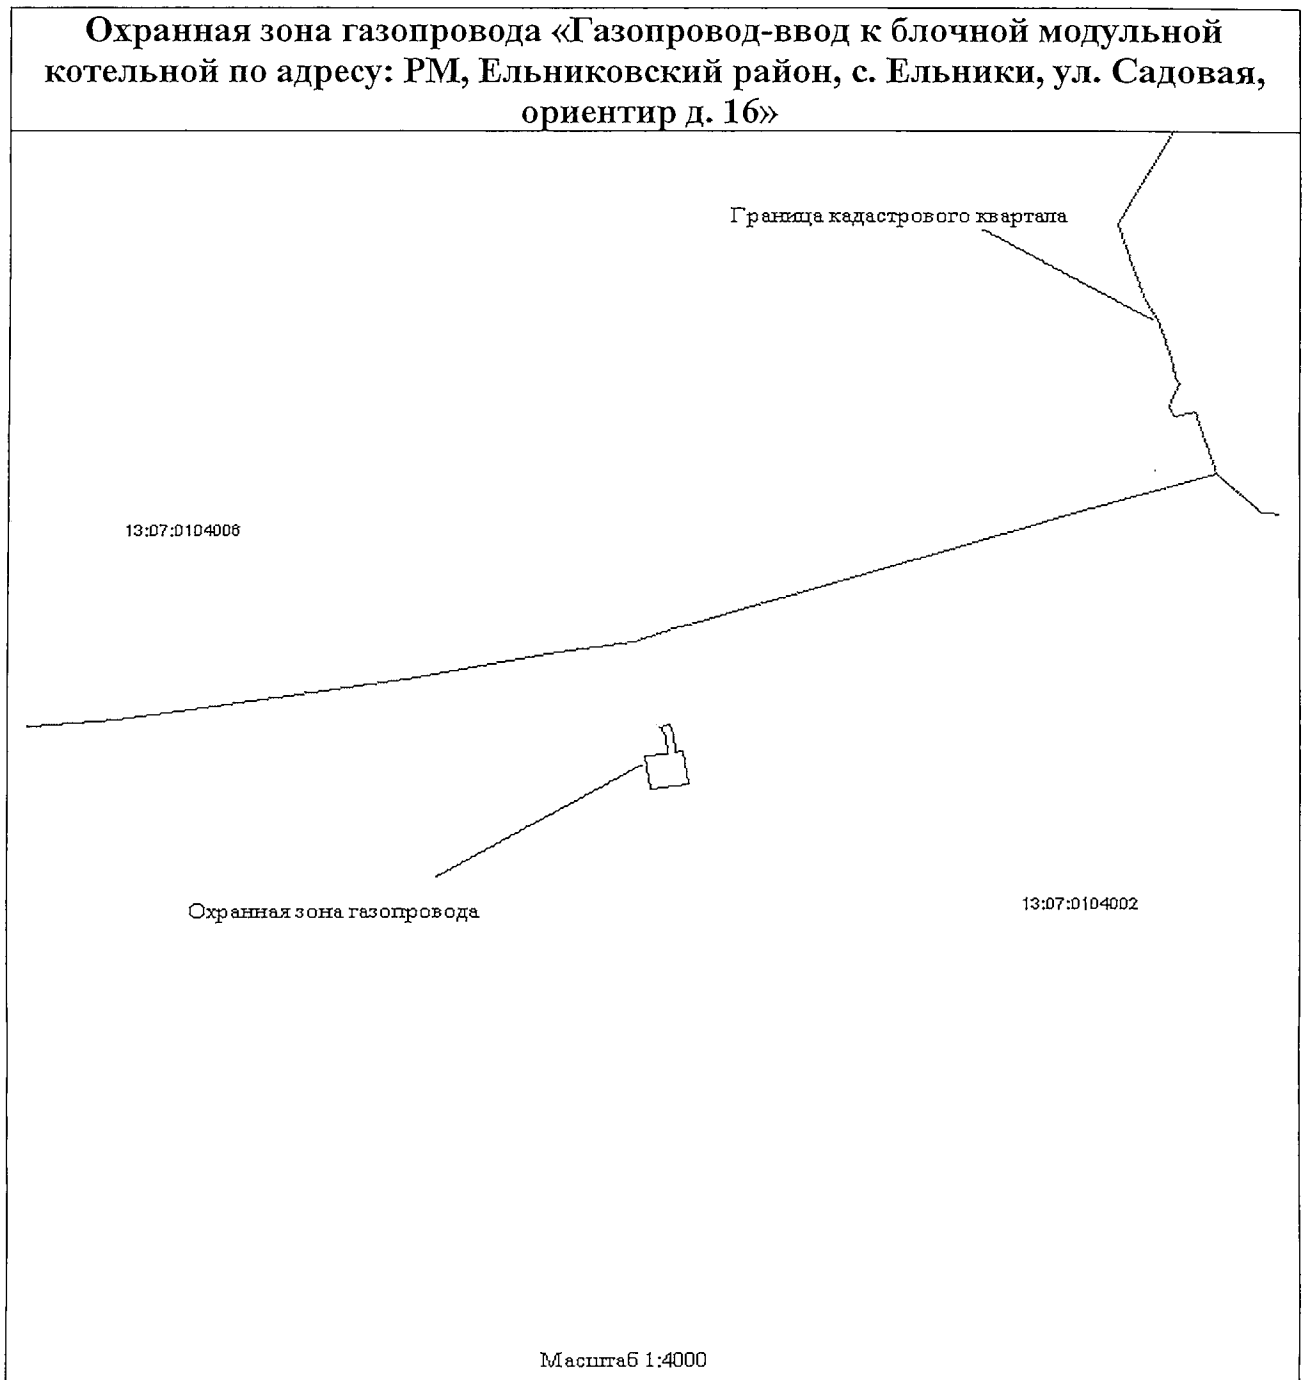 Охранная зона газопровода «Газопровод-ввод к блочной модульной
котельной по адресу: РМ, Ельниковский район, с. Ельники, ул. Садовая,
ориентир д. 16»
Граница кадастрового квартала
13:07:0104006
Охранная зона газопровода
13:07:0104002
Масштаб 1:4000